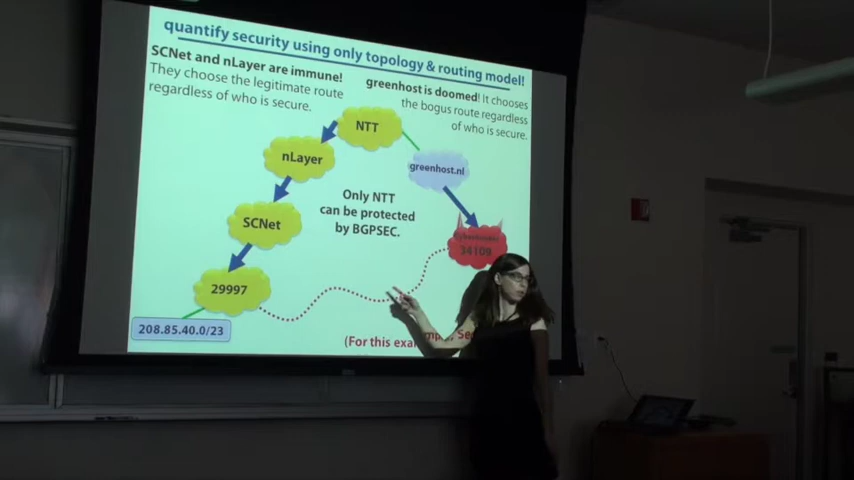 quantify security using only topology & routing model!
SCNet and nLayer are immune!
They choose the legitimate route
regardless of who is secure.
greenhost is doomed! It chooses
the bogus route regardless
of who is secure.
NTT
nLayer
greenhost.nl
Only NTT
can be protected
by BGPSEC.
SCNet
34109
29997
208.85.40.0/23
(For this